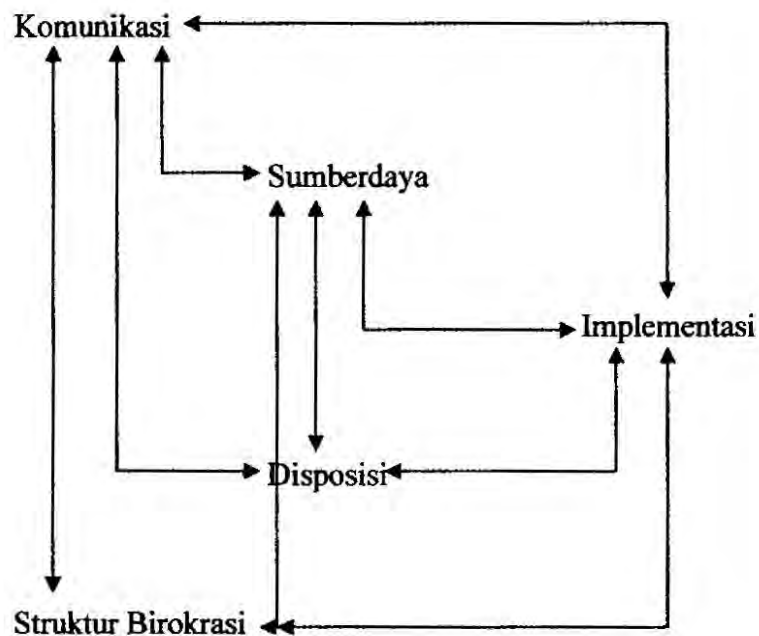 Komunikasi
Sumberdaya
Implementasi
Disposisi
Struktur Birokrasi